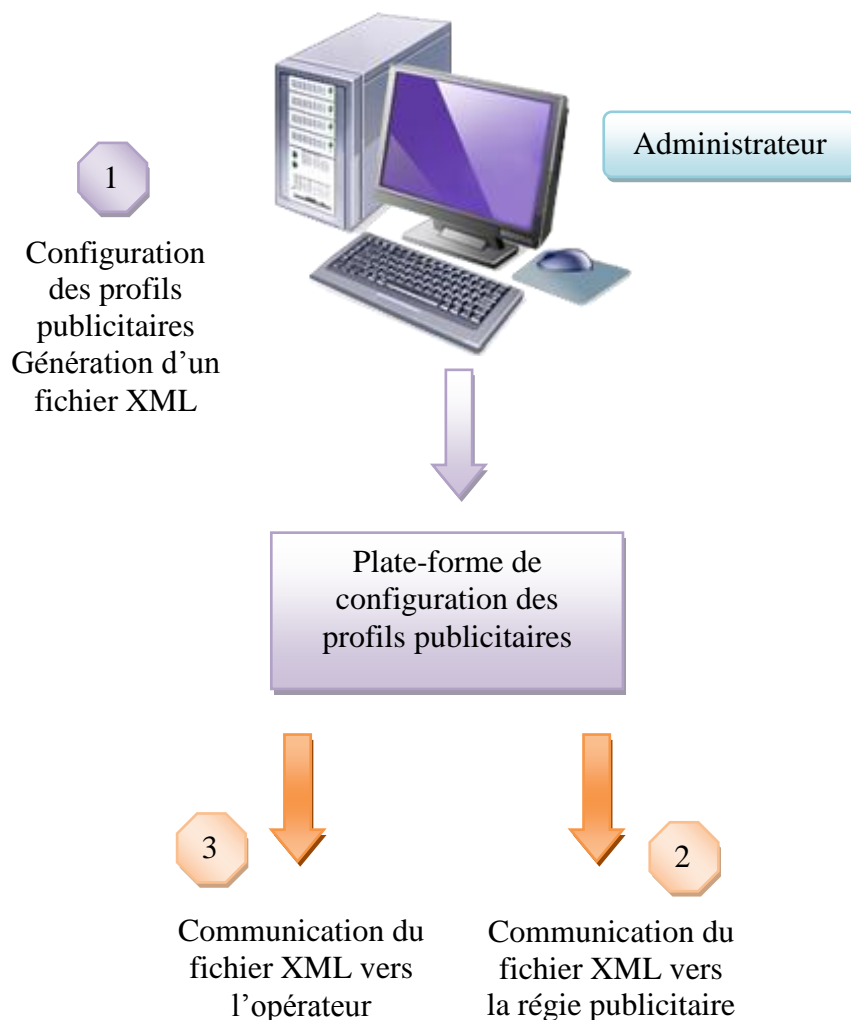 Administrateur
1
Configuration
des profils
publicitaires
Génération d’un
fichier XML
Plate-forme de
configuration des
profils publicitaires
3
Communication du
fichier XML vers
l’opérateur
2
Communication du
fichier XML vers
la régie publicitaire